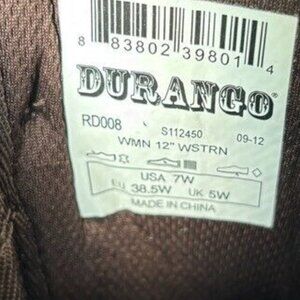 8 83802 39801 4
DURANGO®
RD008 S112450 09-12
WMN 12" WSTRN
USA 7W
EU 38.5W UK 5W
MADE IN CHINA